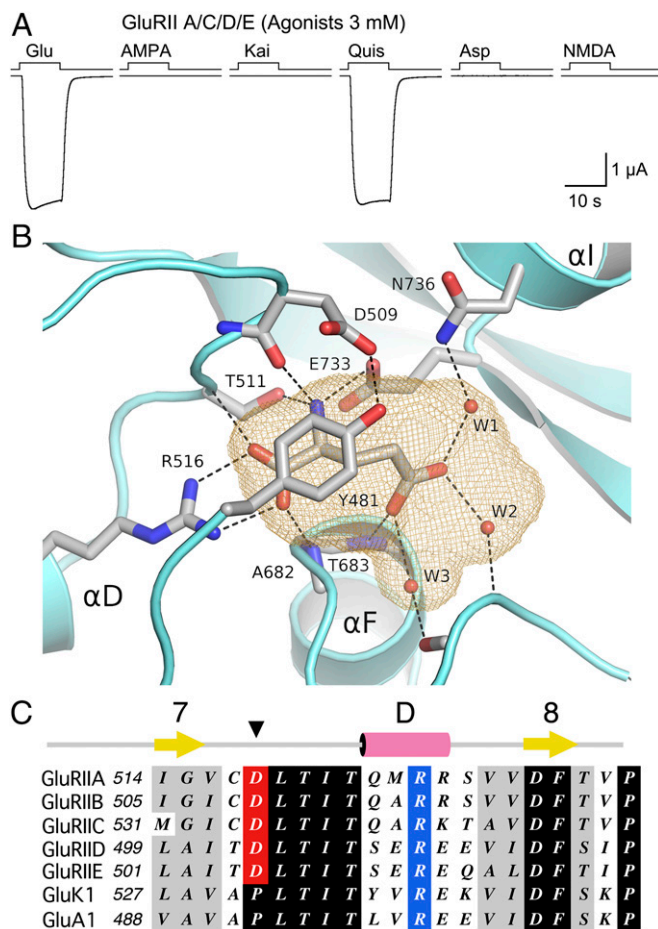 A
GluRII A/C/D/E (Agonists 3 mM)
Glu AMPA Kai Quis Asp NMDA
1 µA
10 s
B
αI
N736
D509
E733
T511
W1
R516
Y481
W2
A682 T683 W3
αD
αF
C
7 D 8
GluRIIA 514 I G V C D L T I T Q M R R S V V D F T V P
GluRIIB 505 I G I C D L T I T Q A R R S V V D F T V P
GluRIIC 531 M G I C D L T I T Q A R K T A V D F T V P
GluRIID 499 L A I T D L T I T S E R E E V I D F S I P
GluRIIE 501 L A I T D L T I T S E R E Q A L D F T I P
GluK1 527 L A V A P L T I T Y V R E K V I D F S K P
GluA1 488 V A V A P L T I T L V R E E V I D F S K P